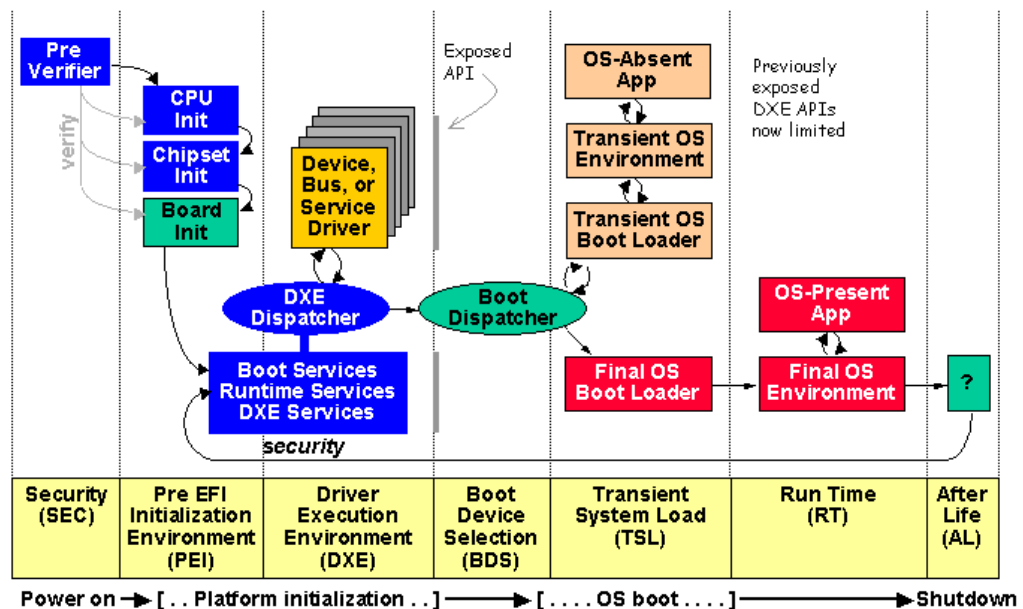 Pre
Verifier
verify
CPU
Init
Chipset
Init
Board
Init
Device,
Bus, or
Service
Driver
DXE
Dispatcher
Boot Services
Runtime Services
DXE Services
security
Exposed
API
Boot
Dispatcher
OS-Absent
App
Transient OS
Environment
Transient OS
Boot Loader
Final OS
Boot Loader
Previously
exposed
DXE APIs
now limited
OS-Present
App
Final OS
Environment
?
Security
(SEC)
Pre EFI
Initialization
Environment
(PEI)
Driver
Execution
Environment
(DXE)
Boot
Device
Selection
(BDS)
Transient
System Load
(TSL)
Run Time
(RT)
After
Life
(AL)
Power on [ . . Platform initialization . . ] [ . . . . OS boot . . . . ] Shutdown